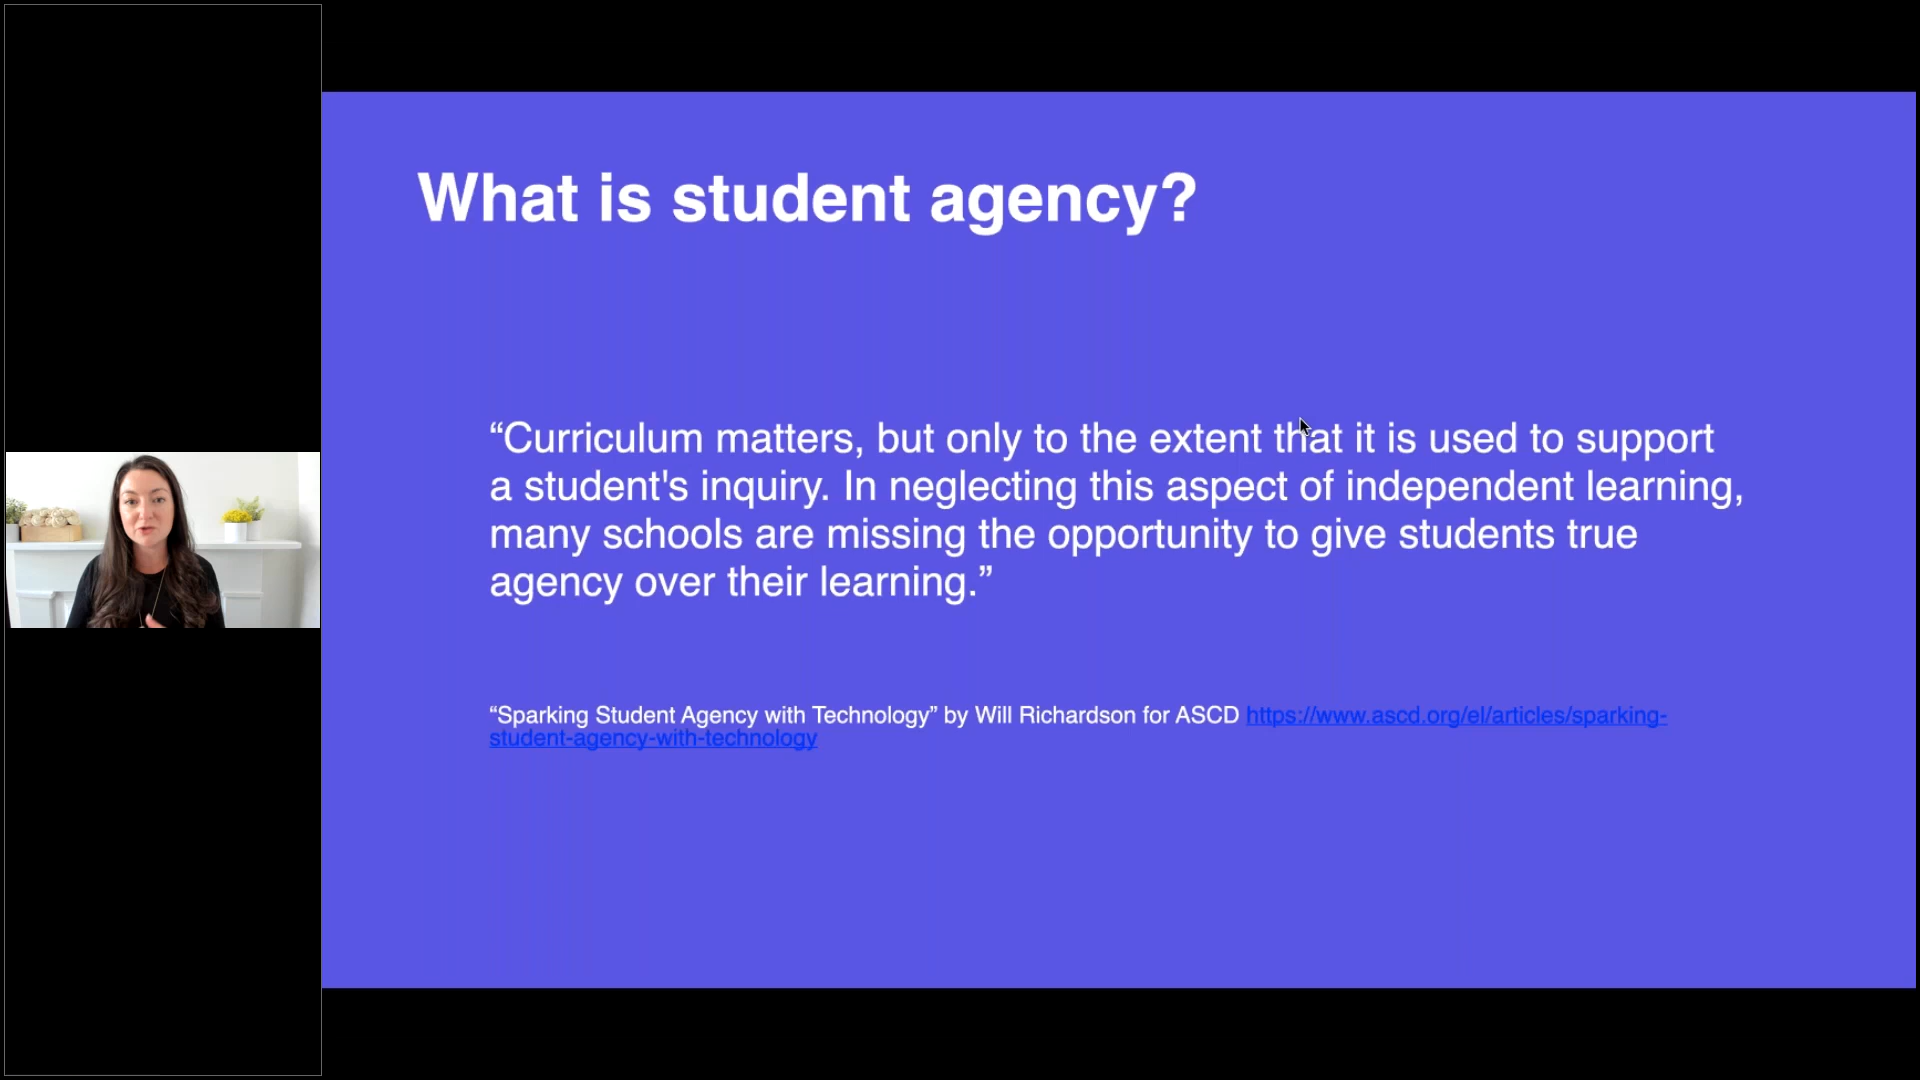 What is student agency?
“Curriculum matters, but only to the extent that it is used to support
a student's inquiry. In neglecting this aspect of independent learning,
many schools are missing the opportunity to give students true
agency over their learning.”
“Sparking Student Agency with Technology” by Will Richardson for ASCD https://www.ascd.org/el/articles/sparking-
student-agency-with-technology